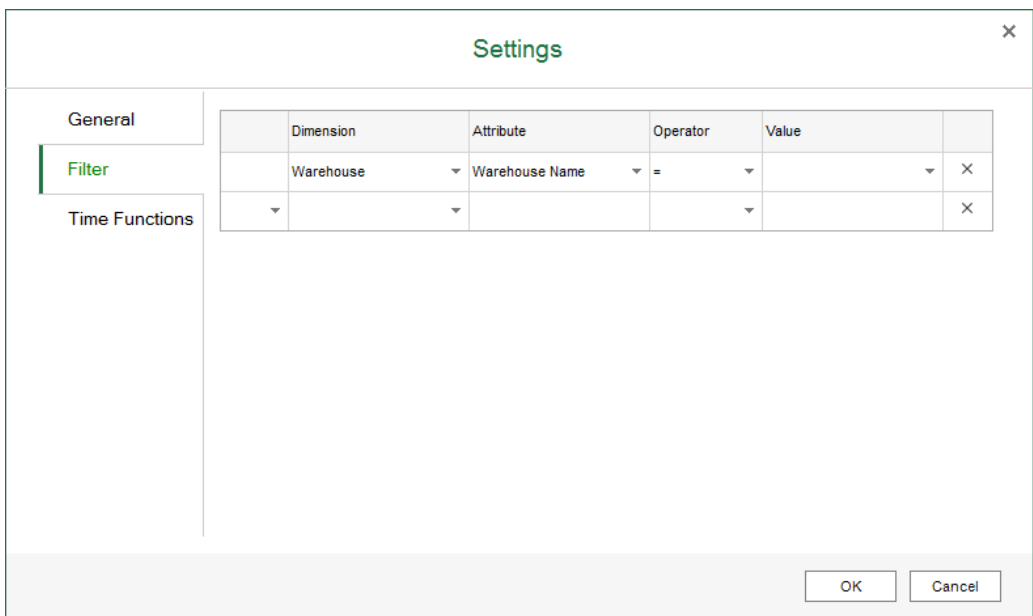 Settings
General
Filter
Time Functions
Dimension Attribute Operator Value
Warehouse Warehouse Name =
OK Cancel